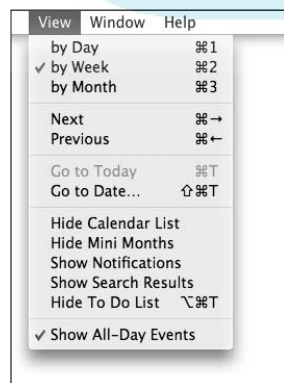 View Window Help
by Day ⌘1
✓ by Week ⌘2
by Month ⌘3
Next ⌘→
Previous ⌘←
Go to Today ⌘T
Go to Date... ⇧⌘T
Hide Calendar List
Hide Mini Months
Show Notifications
Show Search Results
Hide To Do List ⌥⌘T
✓ Show All-Day Events